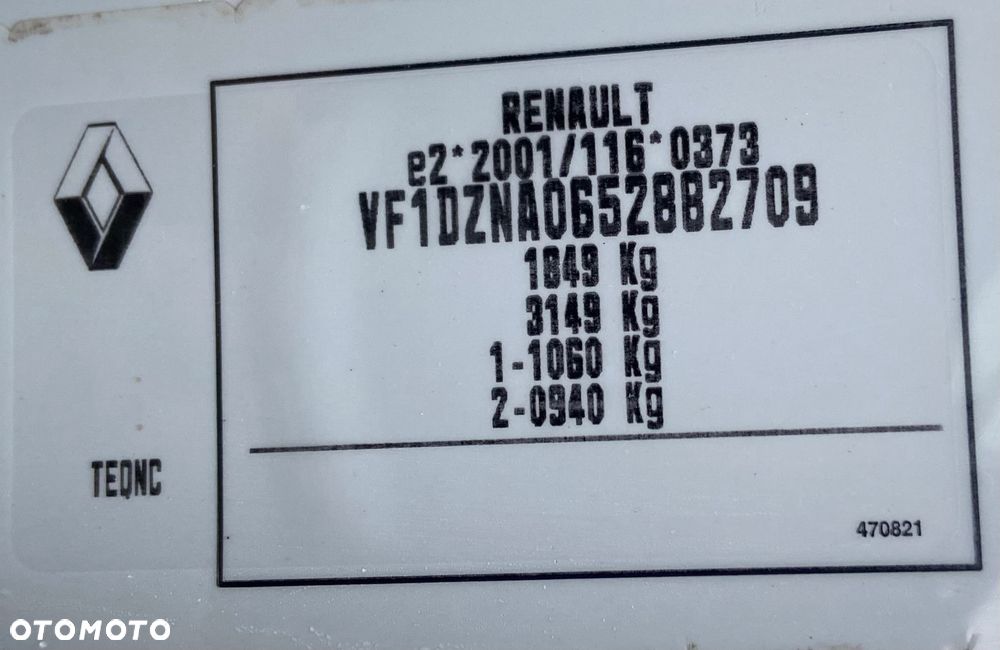 RENAULT
e2*2001/116*0373
VF1DZNA0652882709
1849 Kg
3149 Kg
1-1060 Kg
2-0940 Kg
TEQNC
470821
OTOMOTO